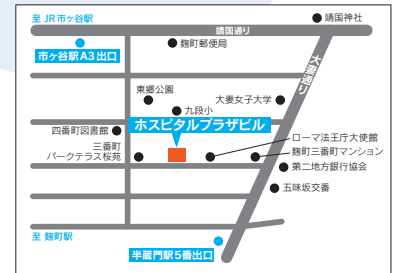 至 JR市ヶ谷駅
靖国通り
靖国神社
市ヶ谷駅A3出口
麹町郵便局
大妻通り
東郷公園
大妻女子大学
九段小
ホスピタルプラザビル
四番町図書館
ローマ法王庁大使館
三番町
パークテラス桜苑
麹町三番町マンション
第二地方銀行協会
五味坂交番
至 麹町駅
半蔵門駅5番出口